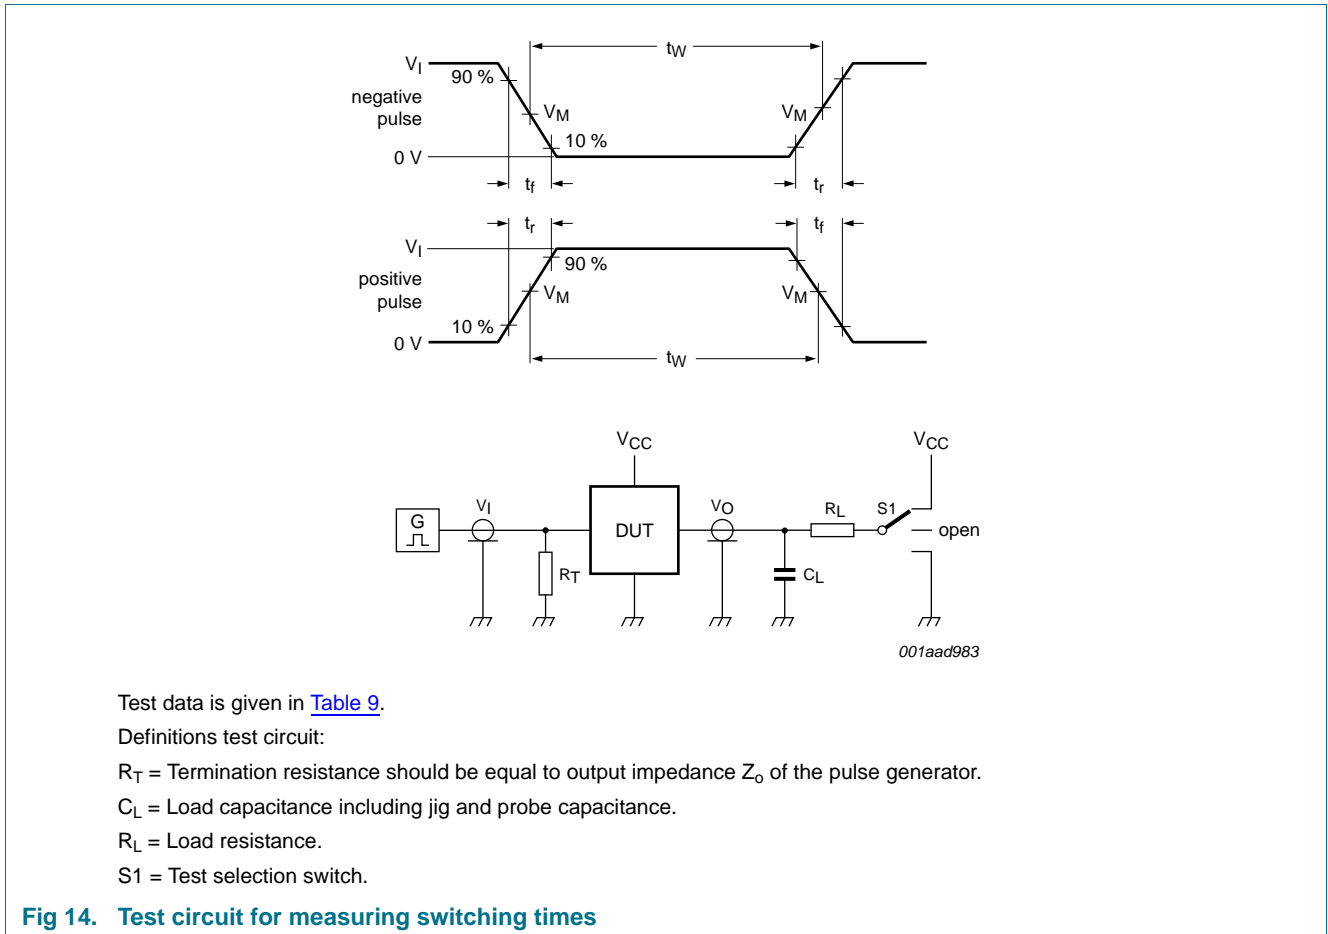 tW
VI
90 %
negative
pulse
VM
VM
10 %
0 V
tf
tr
tr
tf
VI
90 %
positive
pulse
VM
VM
10 %
0 V
tW
VCC
VCC
G
VI
DUT
VO
RL
S1
open
RT
CL
001aad983
Test data is given in Table 9.
Definitions test circuit:
RT = Termination resistance should be equal to output impedance Zo of the pulse generator.
CL = Load capacitance including jig and probe capacitance.
RL = Load resistance.
S1 = Test selection switch.
Fig 14. Test circuit for measuring switching times